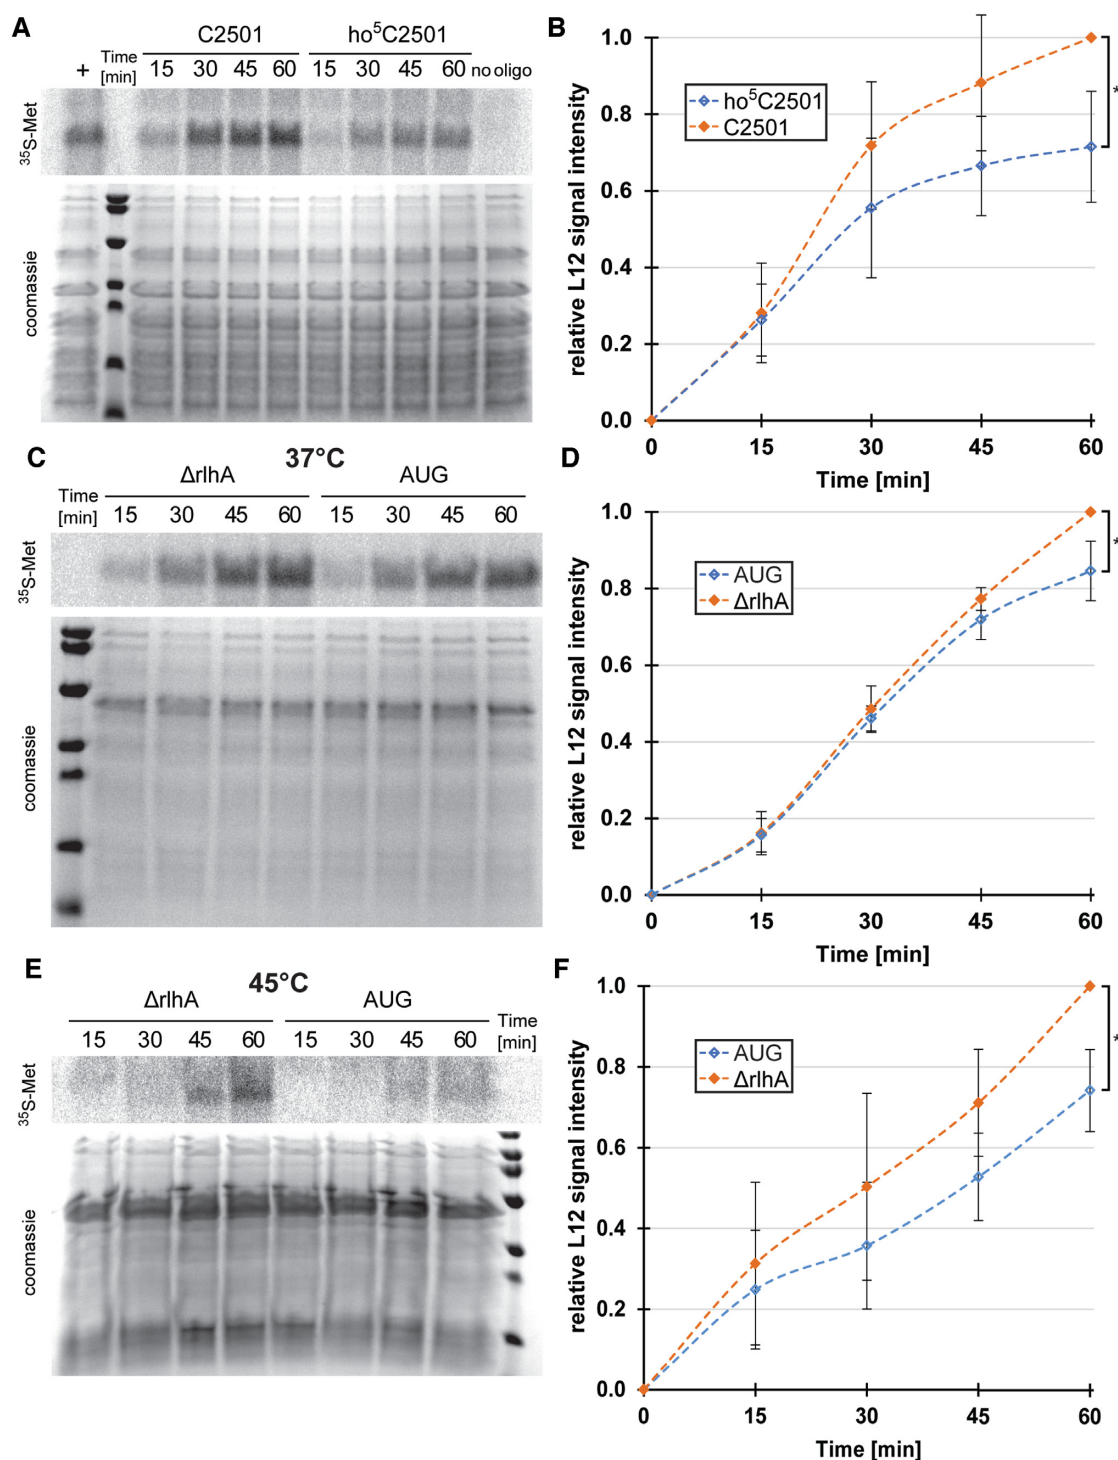 A
C2501 ho⁵C2501
+ Time [min] 15 30 45 60 15 30 45 60 no oligo
³⁵S-Met
coomassie
B
relative L12 signal intensity
1.0
0.8
0.6
0.4
0.2
0.0
ho⁵C2501
C2501
*
0 15 30 45 60
Time [min]
C
37°C
ΔrlhA AUG
Time [min] 15 30 45 60 15 30 45 60
³⁵S-Met
coomassie
D
relative L12 signal intensity
1.0
0.8
0.6
0.4
0.2
0.0
AUG
ΔrlhA
*
0 15 30 45 60
Time [min]
E
45°C
ΔrlhA AUG
15 30 45 60 15 30 45 60 Time [min]
³⁵S-Met
coomassie
F
relative L12 signal intensity
1.0
0.8
0.6
0.4
0.2
0.0
AUG
ΔrlhA
*
0 15 30 45 60
Time [min]